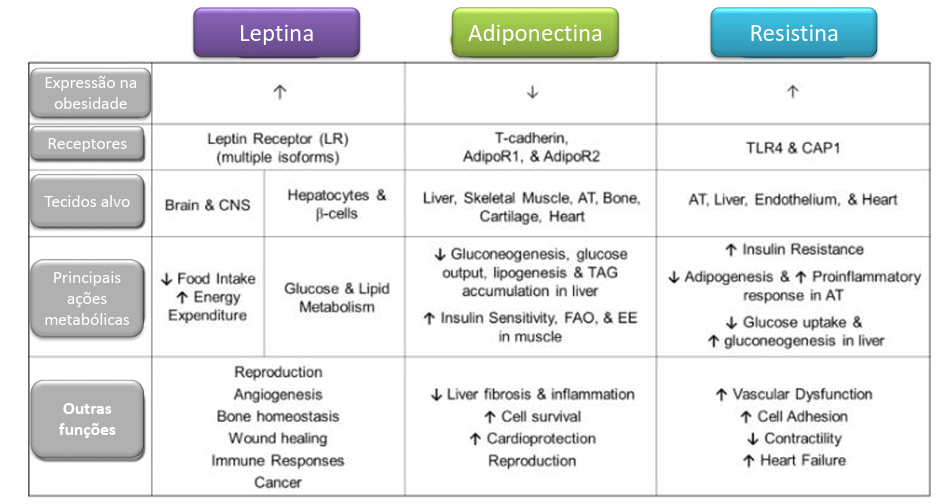 Leptina
Adiponectina
Resistina
Expressão na
obesidade
↑
↓
↑
Receptores
Leptin Receptor (LR)
(multiple isoforms)
T-cadherin,
AdipoR1, & AdipoR2
TLR4 & CAP1
Tecidos alvo
Brain & CNS
Hepatocytes &
β-cells
Liver, Skeletal Muscle, AT, Bone,
Cartilage, Heart
AT, Liver, Endothelium, & Heart
Principais
ações
metabólicas
↓ Food Intake
↑ Energy
Expenditure
Glucose & Lipid
Metabolism
↓ Gluconeogenesis, glucose
output, lipogenesis & TAG
accumulation in liver
↑ Insulin Sensitivity, FAO, & EE
in muscle
↑ Insulin Resistance
↓ Adipogenesis & ↑ Proinflammatory
response in AT
↓ Glucose uptake &
↑ gluconeogenesis in liver
Outras
funções
Reproduction
Angiogenesis
Bone homeostasis
Wound healing
Immune Responses
Cancer
↓ Liver fibrosis & inflammation
↑ Cell survival
↑ Cardioprotection
Reproduction
↑ Vascular Dysfunction
↑ Cell Adhesion
↓ Contractility
↑ Heart Failure